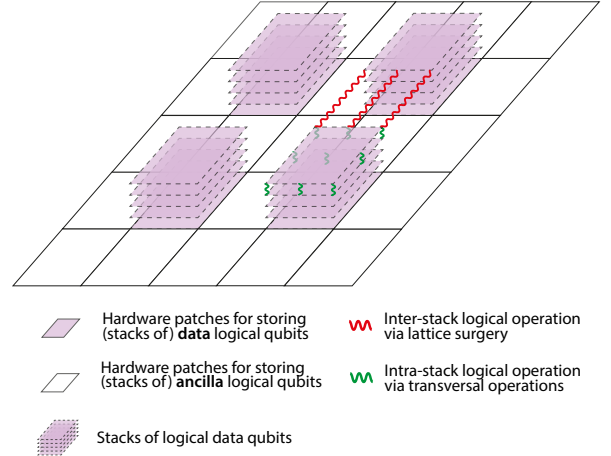 Hardware patches for storing
(stacks of) data logical qubits
Inter-stack logical operation
via lattice surgery
Hardware patches for storing
(stacks of) ancilla logical qubits
Intra-stack logical operation
via transversal operations
Stacks of logical data qubits